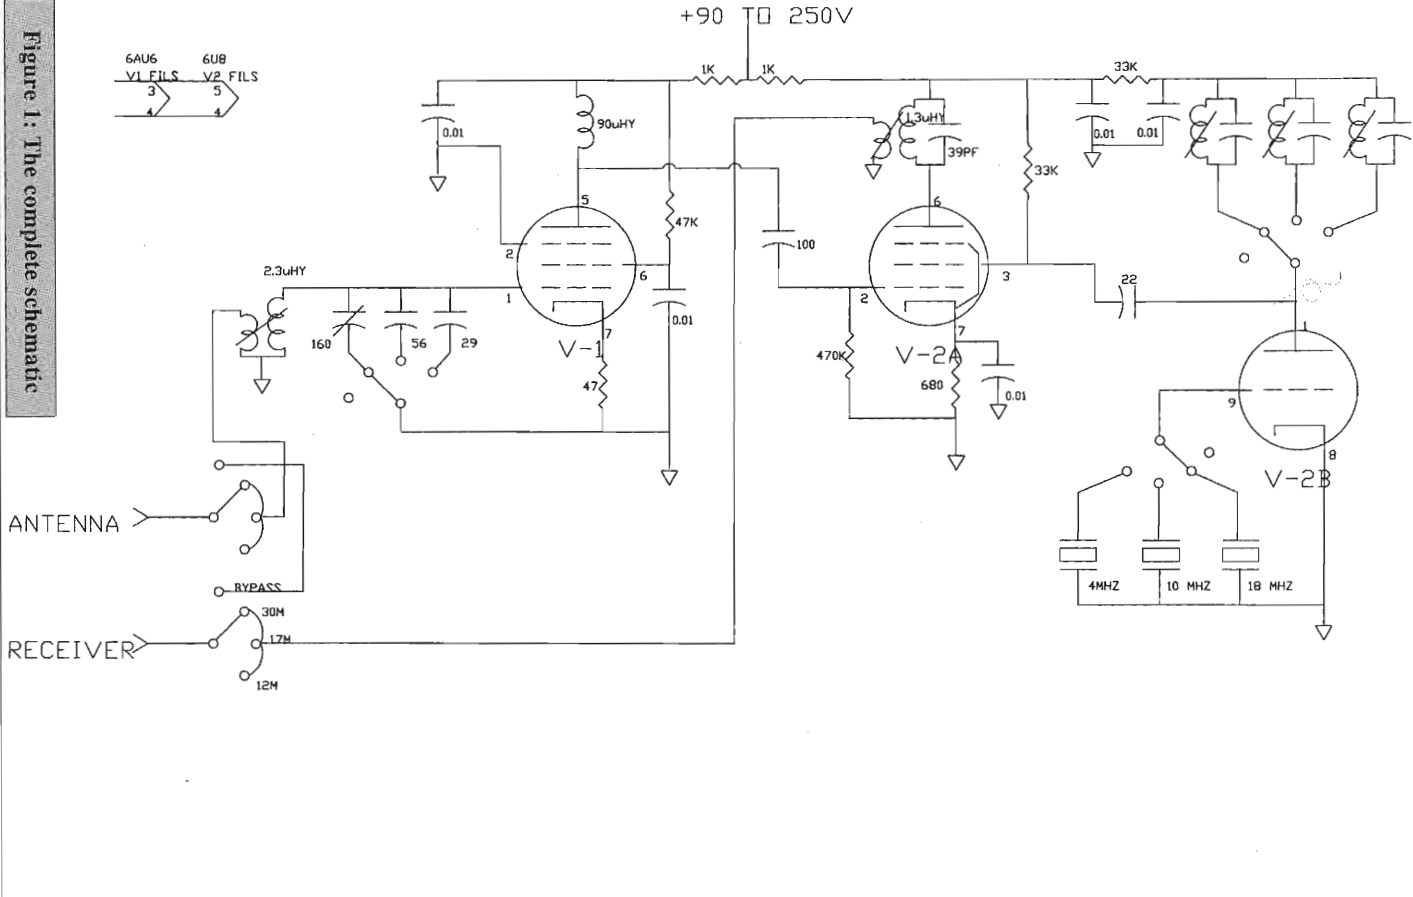 Figure 1: The complete schematic
+90 TO 250V
6AU6 6U8
V1 FILS V2 FILS
3 5
4 4
1K 1K
33K
0.01
90uHY
1.3uHY
39PF
0.01 0.01
33K
5
47K
6
2
100
6
2.3uHY
2
6
3
22
1
160
56
29
7
V-1
0.01
47
470K
V-2A
7
680
0.01
1
9
8
V-2B
ANTENNA
BYPASS
30M
17M
12M
RECEIVER
4MHZ 10 MHZ 18 MHZ